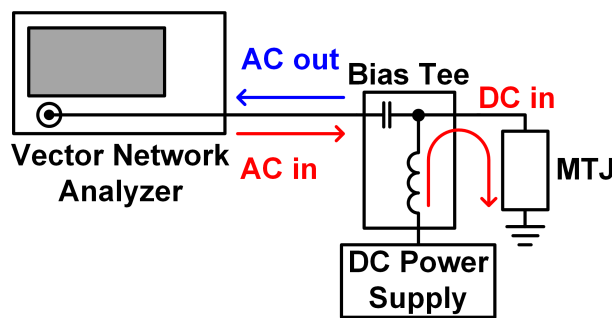 AC out
Bias Tee
DC in
Vector Network
Analyzer
AC in
MTJ
DC Power
Supply